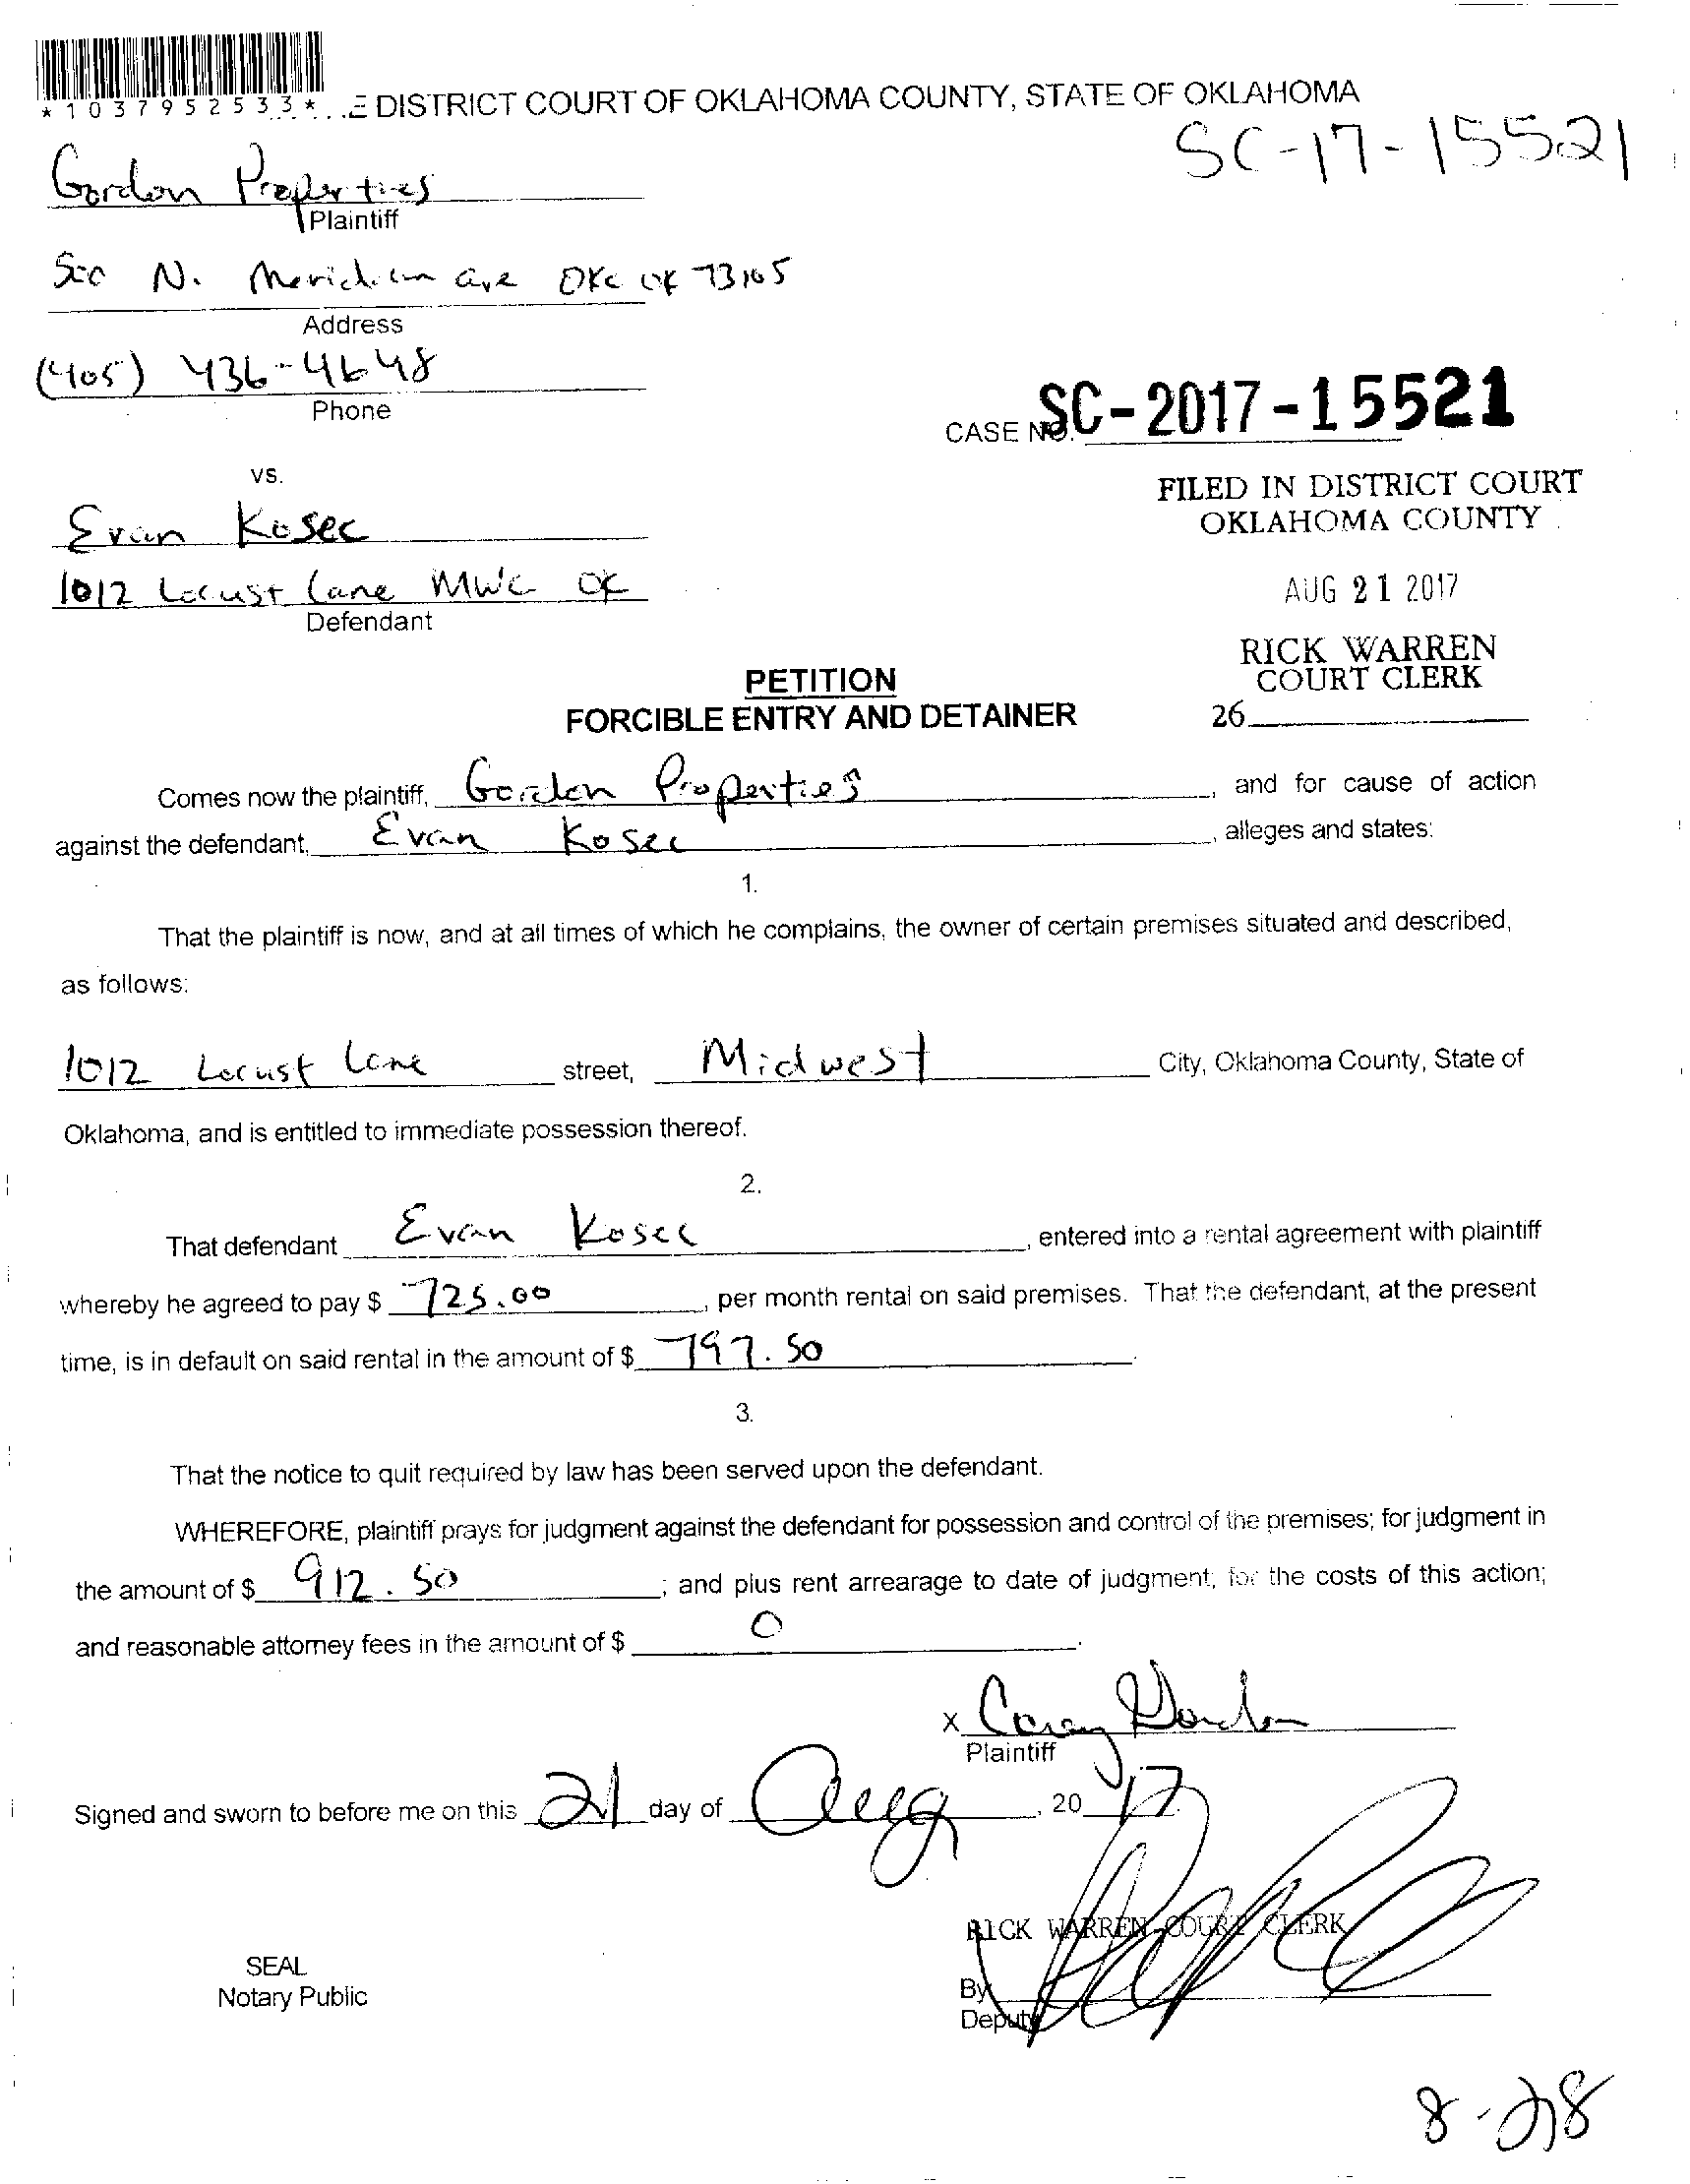 *1037952533*
E DISTRICT COURT OF OKLAHOMA COUNTY, STATE OF OKLAHOMA
SC-17-15521
Gordon Properties
Plaintiff
N. Meridian ave OKC OK 73105
Address
(405) 436-4648
Phone
CASE NO. SC-2017-15521
vs.
FILED IN DISTRICT COURT
OKLAHOMA COUNTY
Evan Kosec
1012 Locust Lane MWC OK
Defendant
AUG 21 2017
RICK WARREN
COURT CLERK
26
PETITION
FORCIBLE ENTRY AND DETAINER
Comes now the plaintiff, Gordon Properties, and for cause of action
against the defendant, Evan Kosec, alleges and states:
1.
That the plaintiff is now, and at all times of which he complains, the owner of certain premises situated and described,
as follows:
1012 Locust Lane street, Midwest City, Oklahoma County, State of
Oklahoma, and is entitled to immediate possession thereof.
2.
That defendant Evan Kosec, entered into a rental agreement with plaintiff
whereby he agreed to pay $ 725.00, per month rental on said premises. That the defendant, at the present
time, is in default on said rental in the amount of $ 797.50.
3.
That the notice to quit required by law has been served upon the defendant.
WHEREFORE, plaintiff prays for judgment against the defendant for possession and control of the premises; for judgment in
the amount of $ 912.50; and plus rent arrearage to date of judgment; for the costs of this action;
and reasonable attorney fees in the amount of $ 0.
x Corey Gordon
Plaintiff
Signed and sworn to before me on this 21 day of Aug, 2017.
RICK WARREN COURT CLERK
SEAL
Notary Public
By
Deputy
8-28